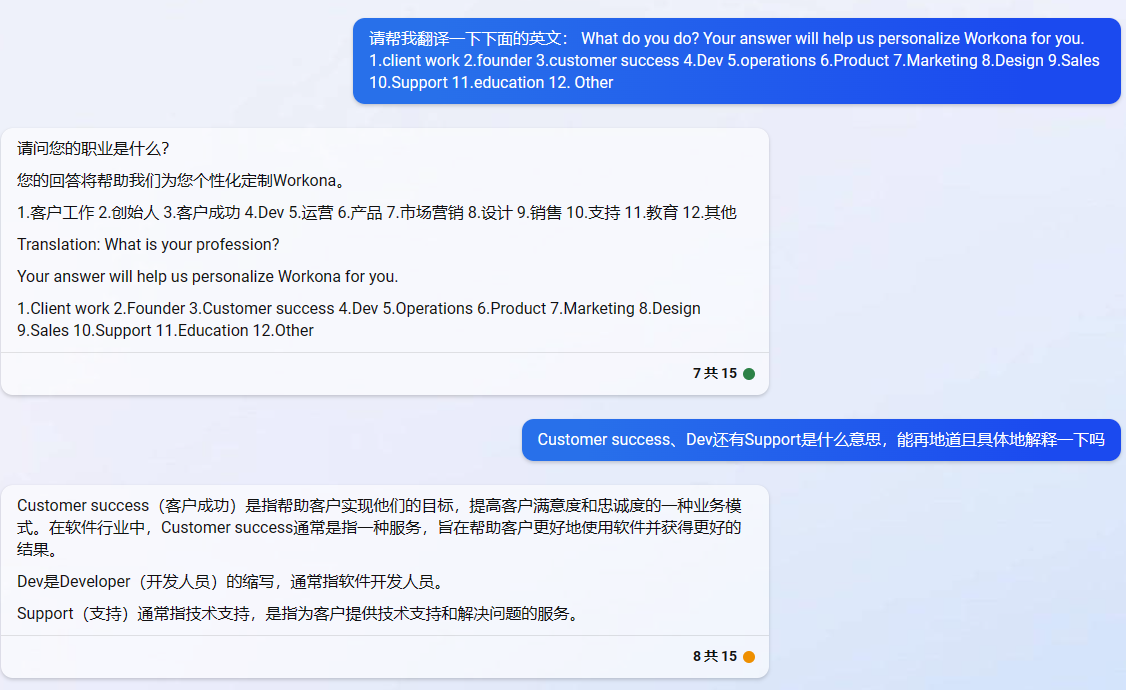 请帮我翻译一下下面的英文： What do you do? Your answer will help us personalize Workona for you.
1.client work 2.founder 3.customer success 4.Dev 5.operations 6.Product 7.Marketing 8.Design 9.Sales
10.Support 11.education 12. Other
请问您的职业是什么？
您的回答将帮助我们为您个性化定制Workona。
1.客户工作 2.创始人 3.客户成功 4.Dev 5.运营 6.产品 7.市场营销 8.设计 9.销售 10.支持 11.教育 12.其他
Translation: What is your profession?
Your answer will help us personalize Workona for you.
1.Client work 2.Founder 3.Customer success 4.Dev 5.Operations 6.Product 7.Marketing 8.Design
9.Sales 10.Support 11.Education 12.Other
7 共 15
Customer success、Dev还有Support是什么意思，能再地道且具体地解释一下吗
Customer success（客户成功）是指帮助客户实现他们的目标，提高客户满意度和忠诚度的一种业务模
式。在软件行业中，Customer success通常是指一种服务，旨在帮助客户更好地使用软件并获得更好的
结果。
Dev是Developer（开发人员）的缩写，通常指软件开发人员。
Support（支持）通常指技术支持，是指为客户提供技术支持和解决问题的服务。
8 共 15